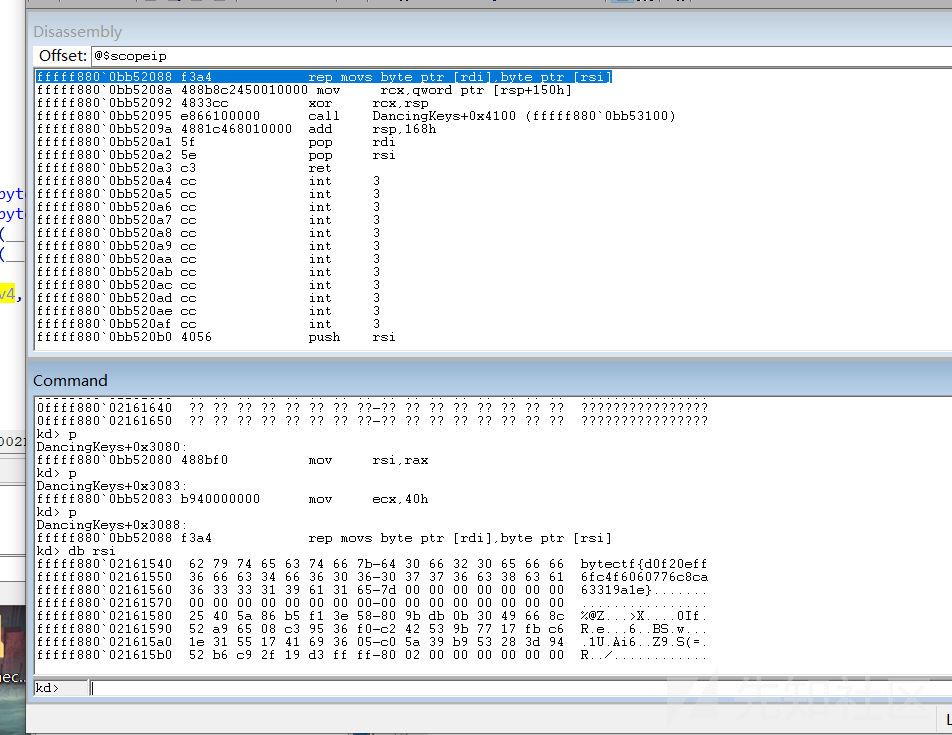 Disassembly
Offset: @$scopeip
fffff880`0bb52088 f3a4 rep movs byte ptr [rdi],byte ptr [rsi]
fffff880`0bb5208a 488b8c2450010000 mov rcx,qword ptr [rsp+150h]
fffff880`0bb52092 4833cc xor rcx,rsp
fffff880`0bb52095 e866100000 call DancingKeys+0x4100 (fffff880`0bb53100)
fffff880`0bb5209a 4881c468010000 add rsp,168h
fffff880`0bb520a1 5f pop rdi
fffff880`0bb520a2 5e pop rsi
fffff880`0bb520a3 c3 ret
fffff880`0bb520a4 cc int 3
fffff880`0bb520a5 cc int 3
fffff880`0bb520a6 cc int 3
fffff880`0bb520a7 cc int 3
fffff880`0bb520a8 cc int 3
fffff880`0bb520a9 cc int 3
fffff880`0bb520aa cc int 3
fffff880`0bb520ab cc int 3
fffff880`0bb520ac cc int 3
fffff880`0bb520ad cc int 3
fffff880`0bb520ae cc int 3
fffff880`0bb520af cc int 3
fffff880`0bb520b0 4056 push rsi
byt
byt
(__
(__
v4,
Command
0ffff880`02161640 ?? ?? ?? ?? ?? ?? ?? ??-?? ?? ?? ?? ?? ?? ?? ?? ????????????????
0ffff880`02161650 ?? ?? ?? ?? ?? ?? ?? ??-?? ?? ?? ?? ?? ?? ?? ?? ????????????????
kd> p
DancingKeys+0x3080:
fffff880`0bb52080 488bf0 mov rsi,rax
kd> p
DancingKeys+0x3083:
fffff880`0bb52083 b940000000 mov ecx,40h
kd> p
DancingKeys+0x3088:
fffff880`0bb52088 f3a4 rep movs byte ptr [rdi],byte ptr [rsi]
kd> db rsi
fffff880`02161540 62 79 74 65 63 74 66 7b-64 30 66 32 30 65 66 66 bytectf{d0f20eff
fffff880`02161550 36 66 63 34 66 36 30 36-30 37 37 36 63 38 63 61 6fc4f6060776c8ca
fffff880`02161560 36 33 33 31 39 61 31 65-7d 00 00 00 00 00 00 00 63319a1e}.......
fffff880`02161570 00 00 00 00 00 00 00 00-00 00 00 00 00 00 00 00 ................
fffff880`02161580 25 40 5a 86 b5 f1 3e 58-80 9b db 0b 30 49 66 8c %@Z...>X....0If.
fffff880`02161590 52 a9 65 08 c3 95 36 f0-c2 42 53 9b 77 17 fb c6 R.e...6..BS.w...
fffff880`021615a0 1e 31 55 17 41 69 36 05-c0 5a 39 b9 53 28 3d 94 .1U.Ai6..Z9.S(=.
fffff880`021615b0 52 b6 c9 2f 19 d3 ff ff-80 02 00 00 00 00 00 00 R../............
kd>
先知社区